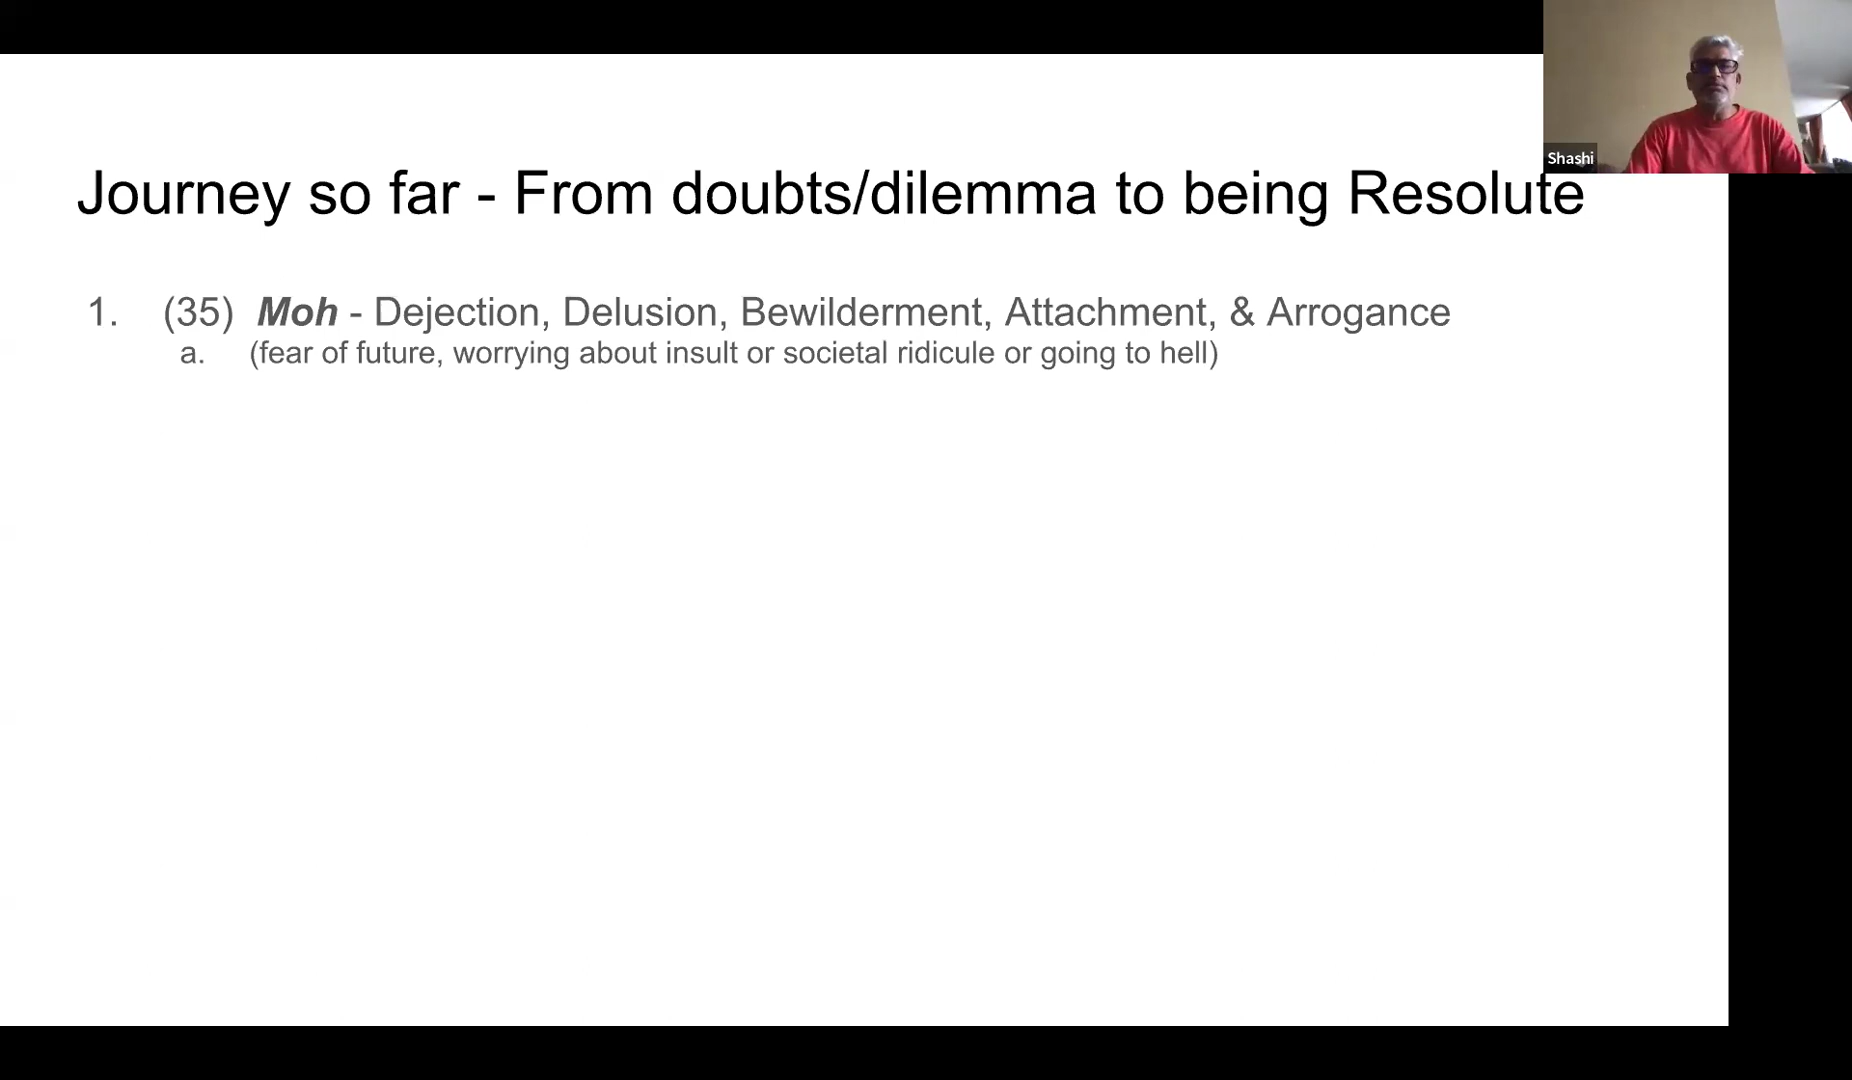 Shashi
Journey so far - From doubts/dilemma to being Resolute
1. (35) Moh - Dejection, Delusion, Bewilderment, Attachment, & Arrogance
a. (fear of future, worrying about insult or societal ridicule or going to hell)